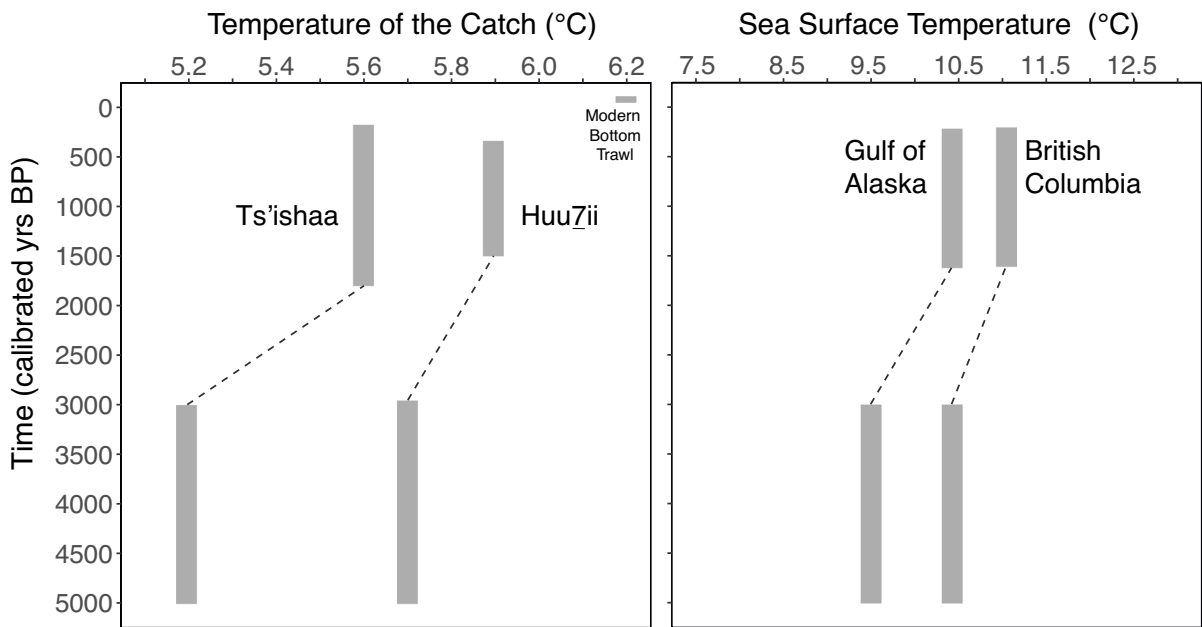 Temperature of the Catch (°C)
5.2 5.4 5.6 5.8 6.0 6.2
Sea Surface Temperature (°C)
7.5 8.5 9.5 10.5 11.5 12.5
Time (calibrated yrs BP)
0
500
1000
1500
2000
2500
3000
3500
4000
4500
5000
Modern
Bottom
Trawl
Ts'ishaa
Huu7̲ii
Gulf of
Alaska
British
Columbia